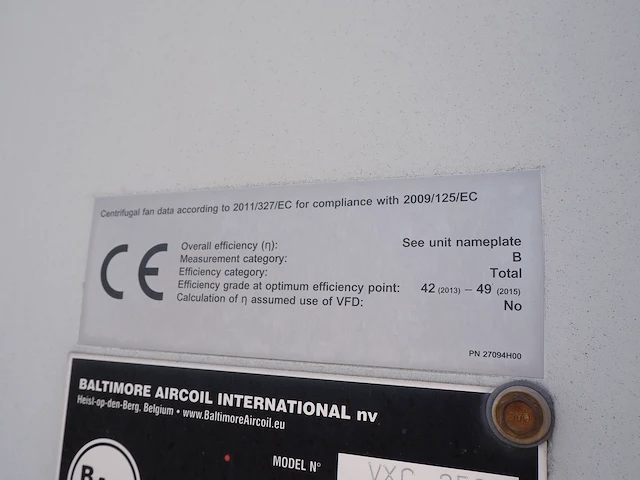 Centrifugal fan data according to 2011/327/EC for compliance with 2009/125/EC
CE
Overall efficiency (η): See unit nameplate
Measurement category: B
Efficiency category: Total
Efficiency grade at optimum efficiency point: 42 (2013) – 49 (2015)
Calculation of η assumed use of VFD: No
PN 27094H00
BALTIMORE AIRCOIL INTERNATIONAL nv
Heist-op-den-Berg, Belgium • www.BaltimoreAircoil.eu
MODEL Nº VXC